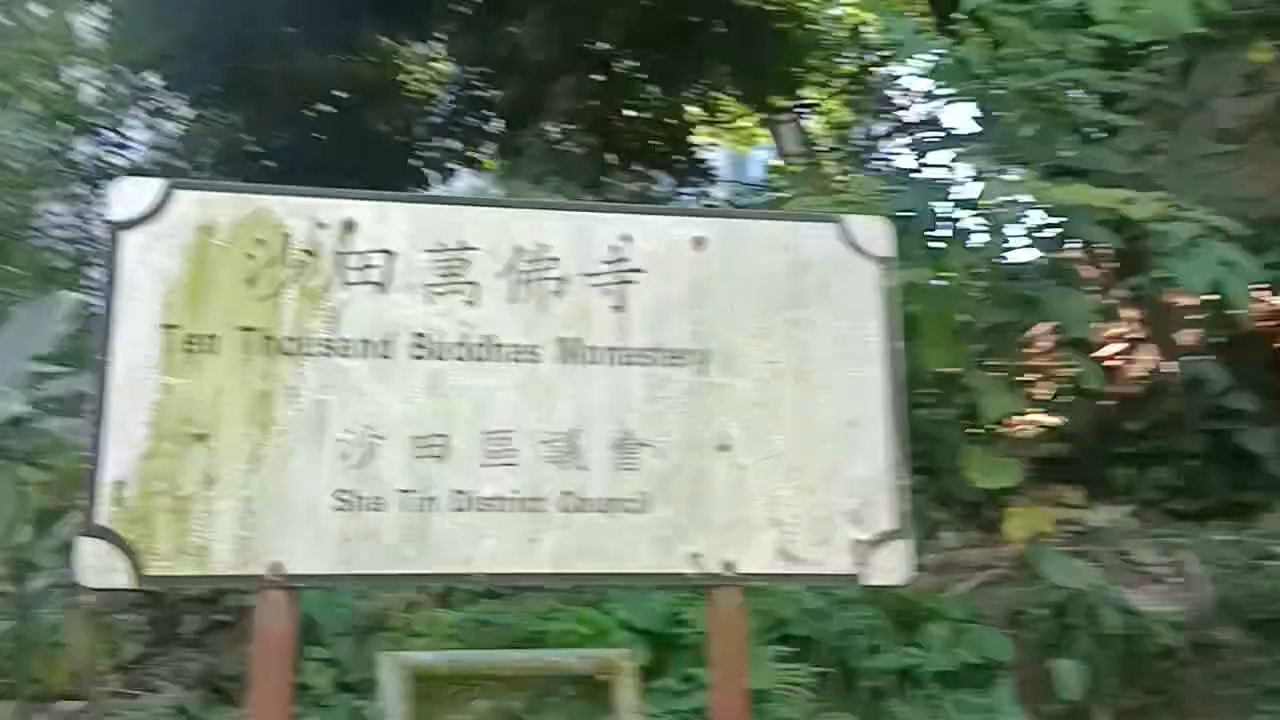 沙田萬佛寺
Ten Thousand Buddhas Monastery
沙田區議會
Sha Tin District Council